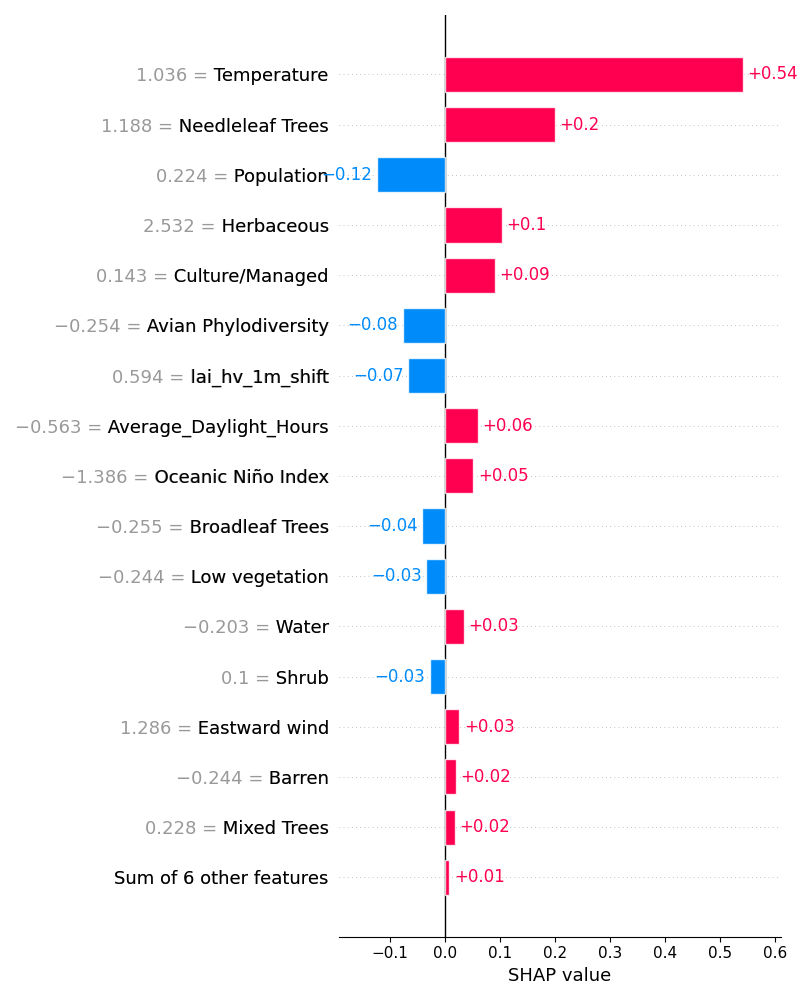 1.036 = Temperature +0.54
1.188 = Needleleaf Trees +0.2
0.224 = Population −0.12
2.532 = Herbaceous +0.1
0.143 = Culture/Managed +0.09
−0.254 = Avian Phylodiversity −0.08
0.594 = lai_hv_1m_shift −0.07
−0.563 = Average_Daylight_Hours +0.06
−1.386 = Oceanic Niño Index +0.05
−0.255 = Broadleaf Trees −0.04
−0.244 = Low vegetation −0.03
−0.203 = Water +0.03
0.1 = Shrub −0.03
1.286 = Eastward wind +0.03
−0.244 = Barren +0.02
0.228 = Mixed Trees +0.02
Sum of 6 other features +0.01
−0.1 0.0 0.1 0.2 0.3 0.4 0.5 0.6
SHAP value